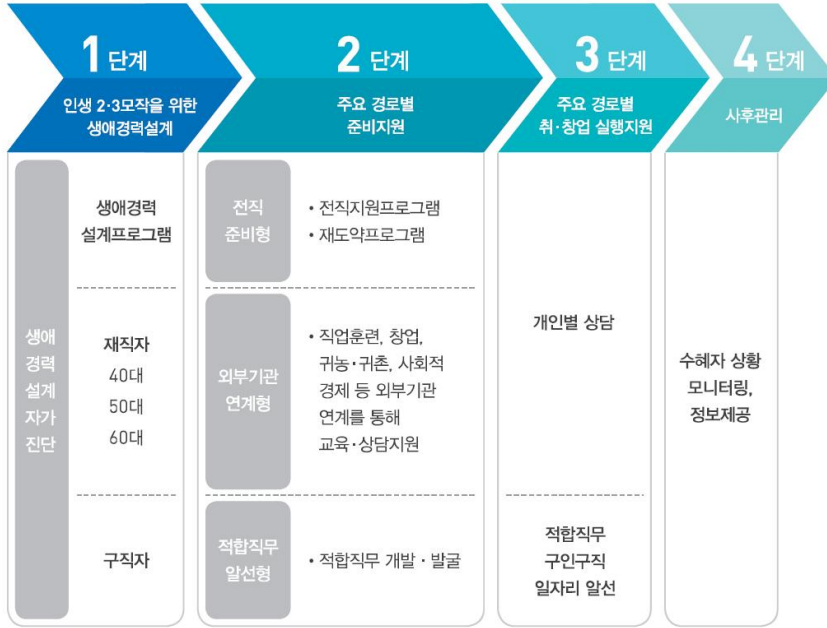 1 단계
인생 2·3모작을 위한
생애경력설계
2 단계
주요 경로별
준비지원
3 단계
주요 경로별
취·창업 실행지원
4 단계
사후관리
생애
경력
설계
자가
진단
생애경력
설계프로그램
재직자
40대
50대
60대
구직자
전직
준비형
• 전직지원프로그램
• 재도약프로그램
외부기관
연계형
• 직업훈련, 창업,
귀농·귀촌, 사회적
경제 등 외부기관
연계를 통해
교육·상담지원
적합직무
알선형
• 적합직무 개발·발굴
개인별 상담
적합직무
구인구직
일자리 알선
수혜자 상황
모니터링,
정보제공